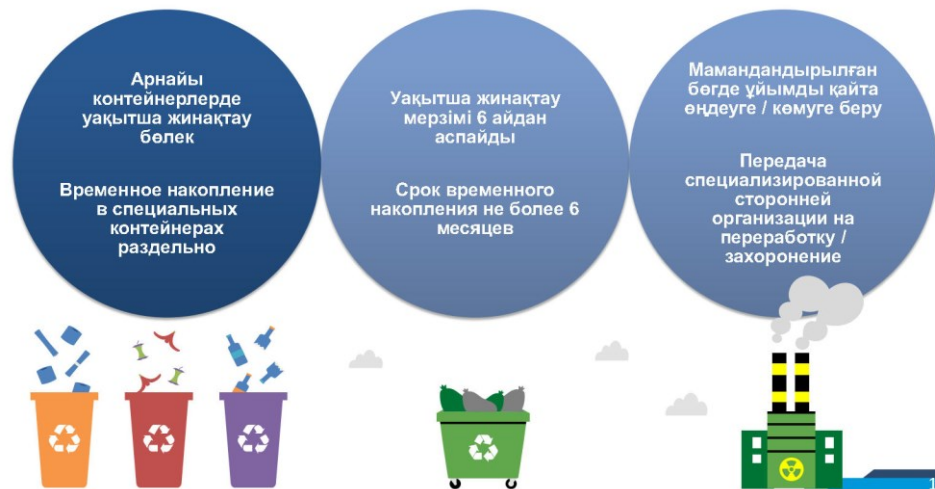 Арнайы
контейнерлерде
уақытша жинақтау
бөлек
Временное накопление
в специальных
контейнерах
раздельно
Уақытша жинақтау
мерзімі 6 айдан
аспайды
Срок временного
накопления не более 6
месяцев
Мамандандырылған
бөгде ұйымды қайта
өңдеуге / көмуге беру
Передача
специализированной
сторонней
организации на
переработку /
захоронение